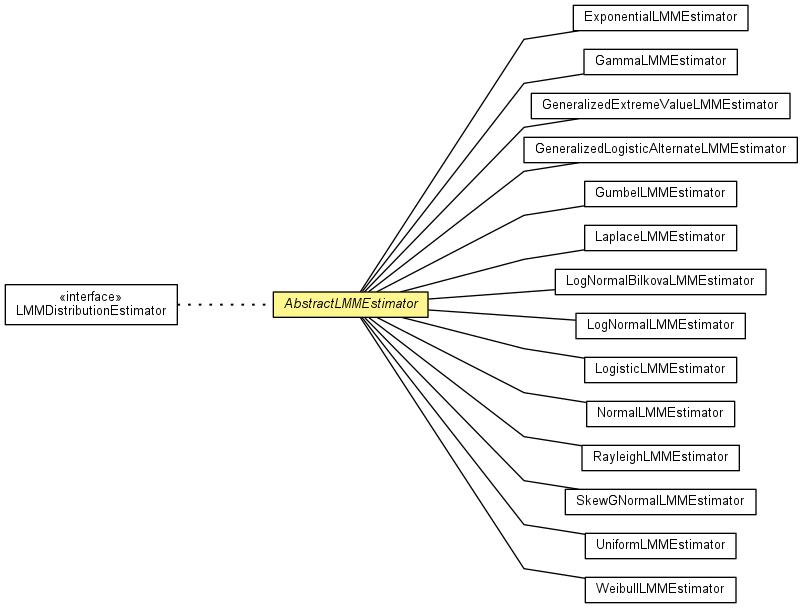 ExponentialLMMEstimator
GammaLMMEstimator
GeneralizedExtremeValueLMMEstimator
GeneralizedLogisticAlternateLMMEstimator
GumbelLMMEstimator
LaplaceLMMEstimator
LogNormalBilkovaLMMEstimator
«interface»
LMMDistributionEstimator
AbstractLMMEstimator
LogNormalLMMEstimator
LogisticLMMEstimator
NormalLMMEstimator
RayleighLMMEstimator
SkewGNormalLMMEstimator
UniformLMMEstimator
WeibullLMMEstimator